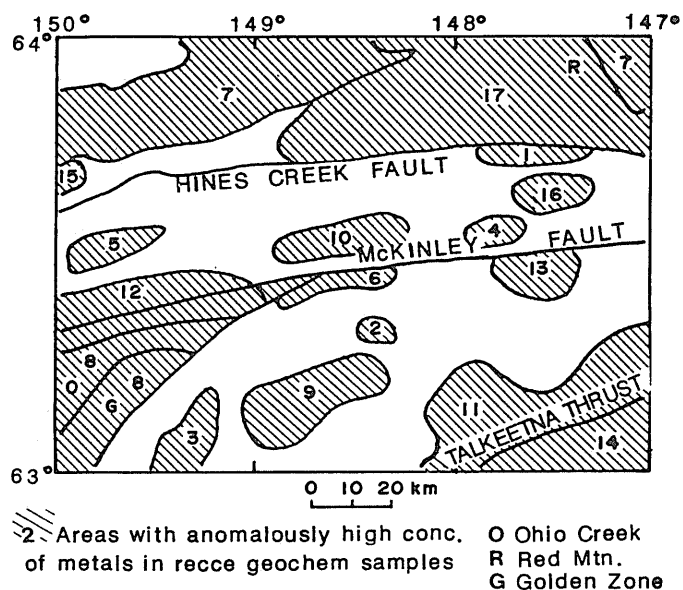 150° 149° 148° 147°
64°
7
R
7
17
15
1
HINES CREEK FAULT
16
5
10
4
McKINLEY FAULT
13
12
6
2
8
O
8
9
G
11
3
TALKEETNA THRUST
14
63°
0 10 20 km
2 Areas with anomalously high conc.
of metals in recce geochem samples
O Ohio Creek
R Red Mtn.
G Golden Zone